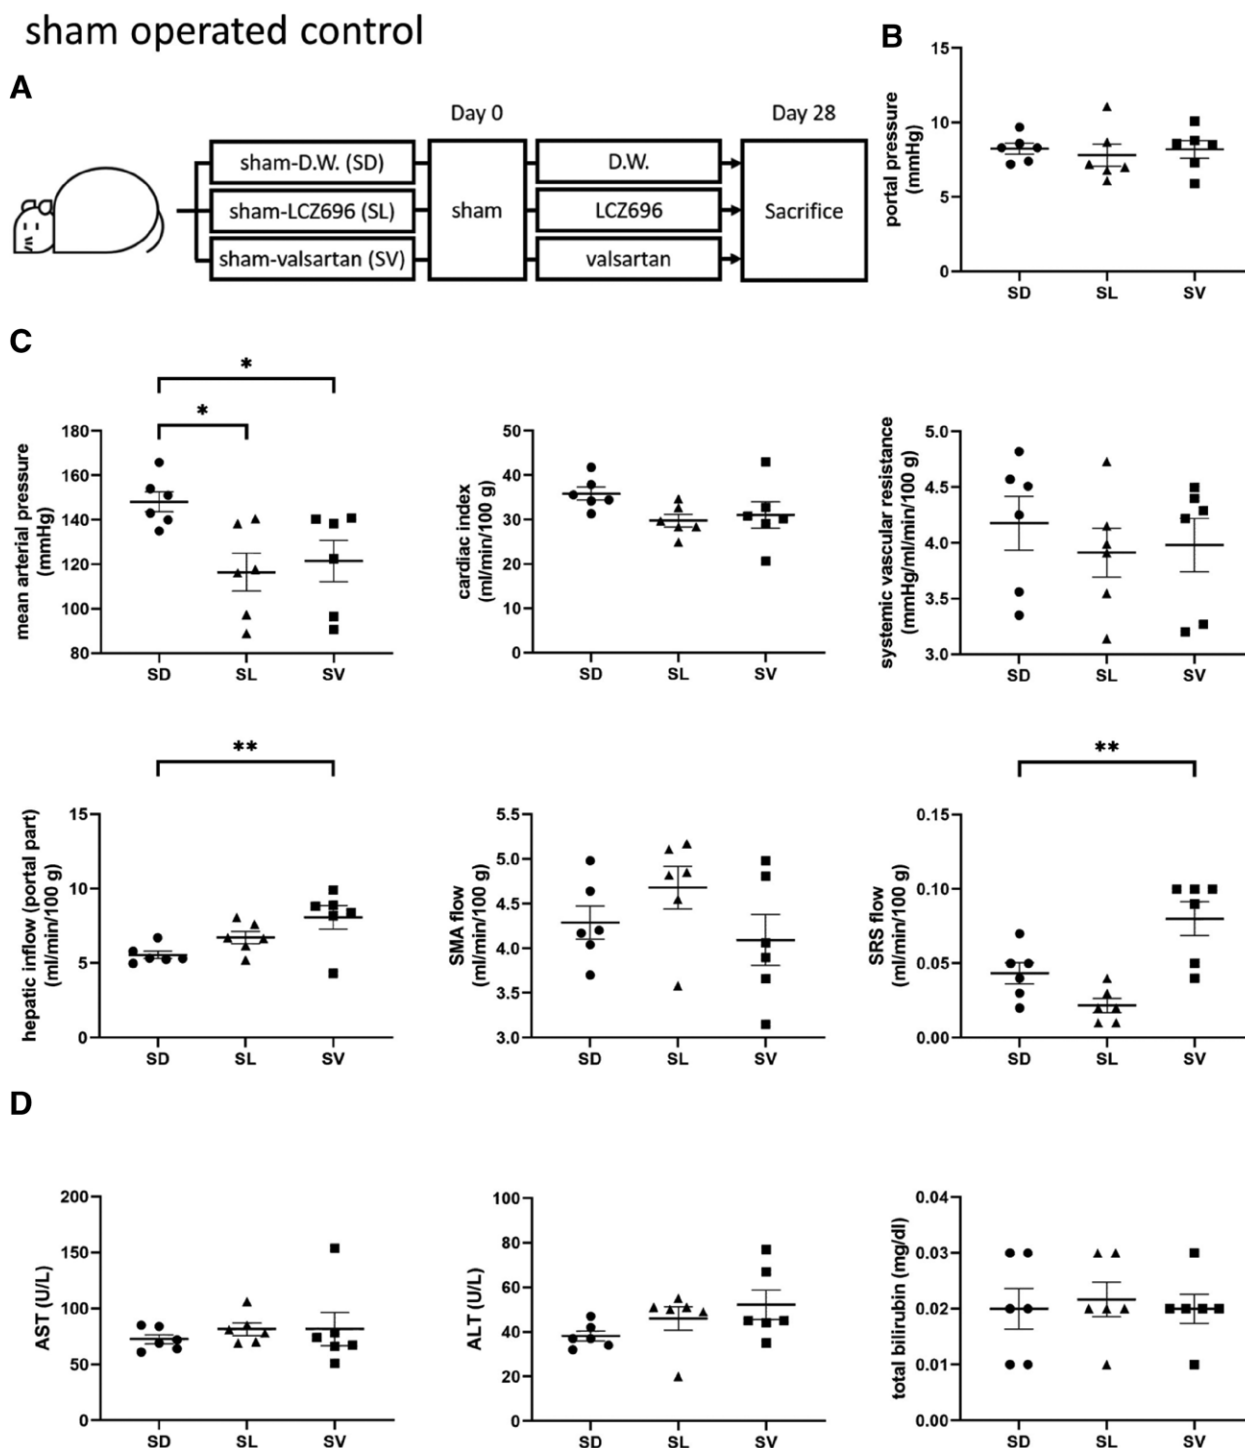 sham operated control
A
Day 0
Day 28
sham-D.W. (SD)
D.W.
sham-LCZ696 (SL)
sham
LCZ696
Sacrifice
sham-valsartan (SV)
valsartan
B
portal pressure
(mmHg)
15
10
5
0
SD SL SV
C
*
*
mean arterial pressure
(mmHg)
180
160
140
120
100
80
SD SL SV
cardiac index
(ml/min/100 g)
50
40
30
20
10
0
SD SL SV
systemic vascular resistance
(mmHg/ml/min/100 g)
5.0
4.5
4.0
3.5
3.0
SD SL SV
**
hepatic inflow (portal part)
(ml/min/100 g)
15
10
5
0
SD SL SV
SMA flow
(ml/min/100 g)
5.5
5.0
4.5
4.0
3.5
3.0
SD SL SV
**
SRS flow
(ml/min/100 g)
0.15
0.10
0.05
0.00
SD SL SV
D
AST (U/L)
200
150
100
50
0
SD SL SV
ALT (U/L)
100
80
60
40
20
0
SD SL SV
total bilirubin (mg/dl)
0.04
0.03
0.02
0.01
0.00
SD SL SV